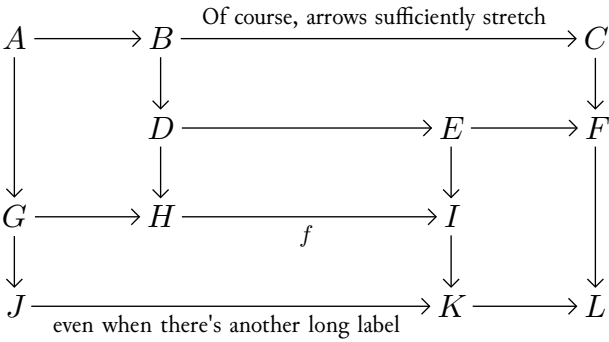 Of course, arrows sufficiently stretch
A B C
D E F
G H I
f
J K L
even when there's another long label